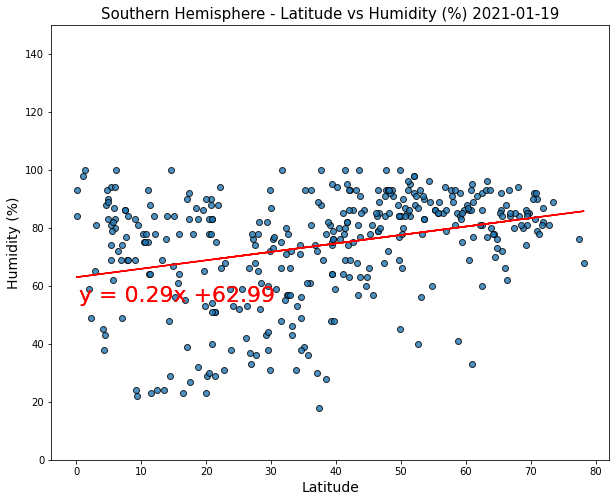 Southern Hemisphere - Latitude vs Humidity (%) 2021-01-19
Humidity (%)
140
120
100
80
60
40
20
0
y = 0.29x +62.99
0 10 20 30 40 50 60 70 80
Latitude